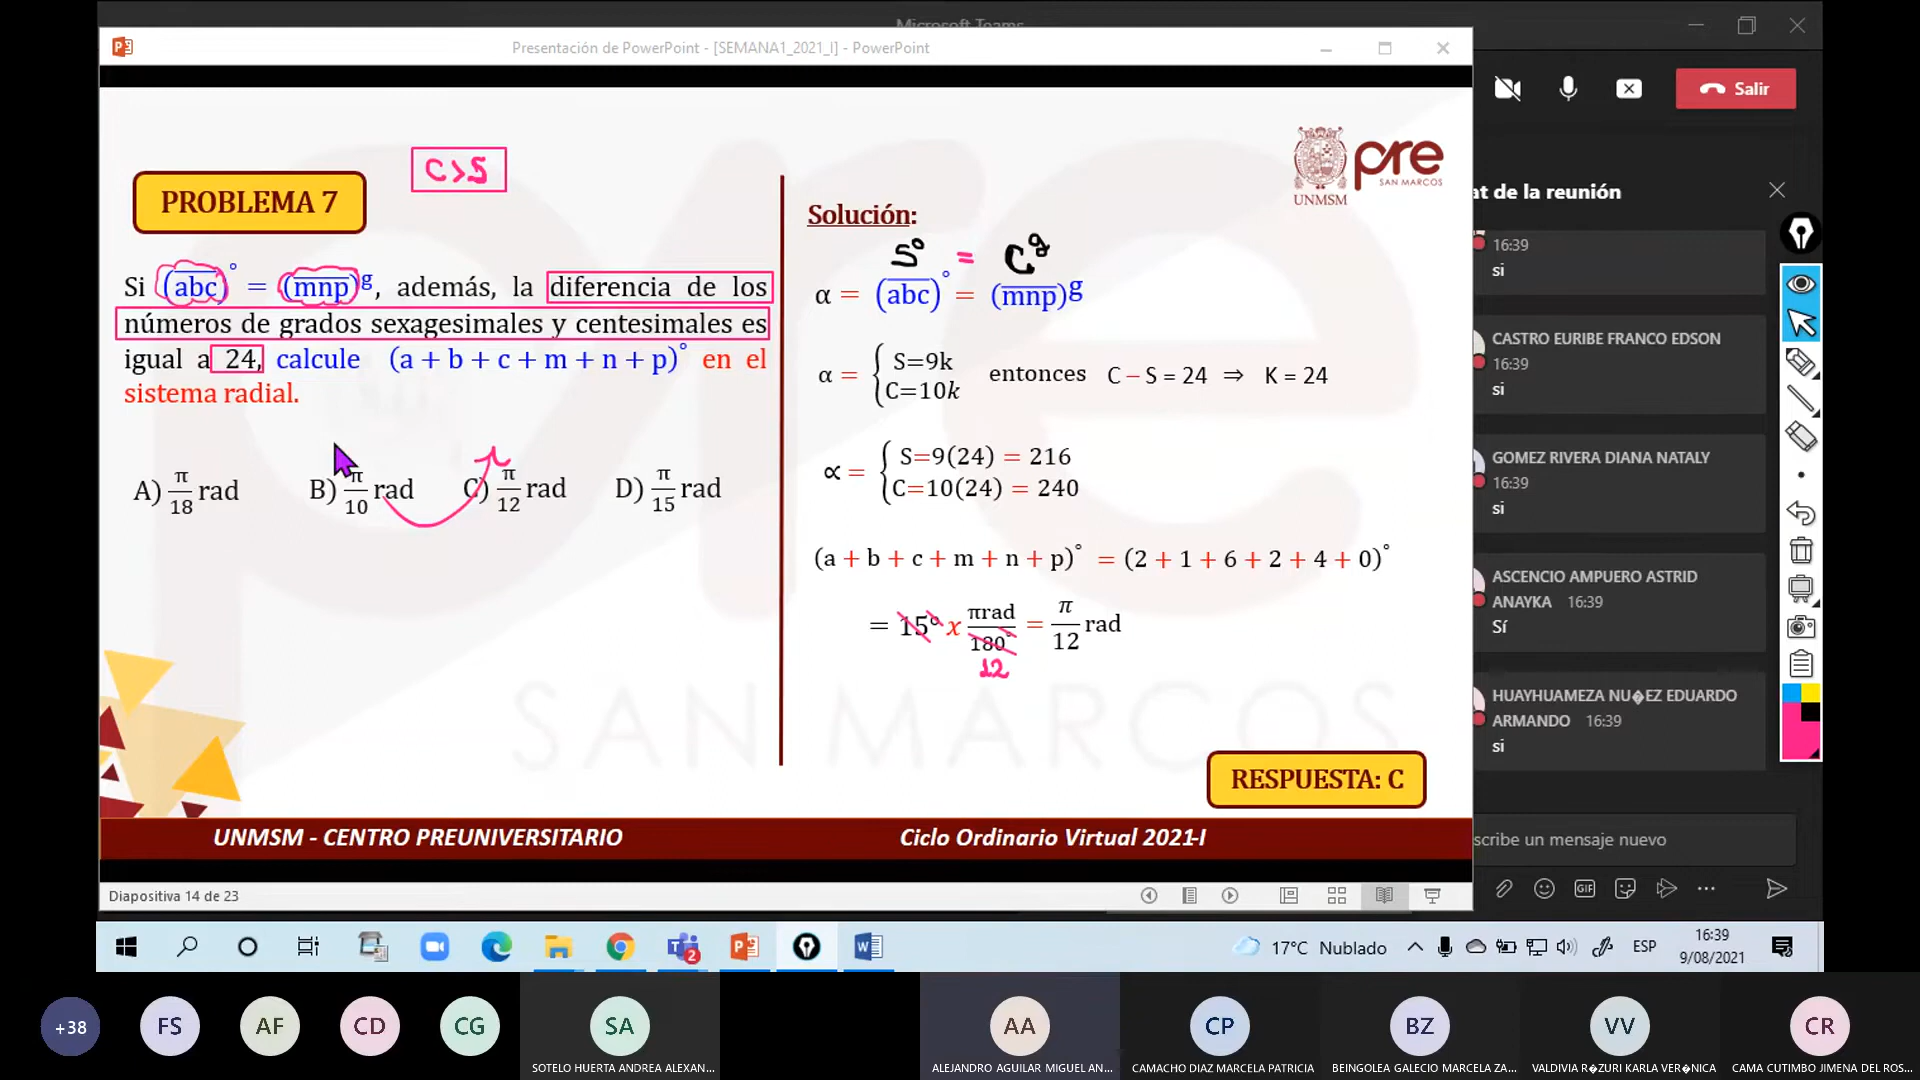 Microsoft Teams
Presentación de PowerPoint - [SEMANA1_2021_I] - PowerPoint
Salir
PROBLEMA 7
C>S
UNMSM
pre
SAN MARCOS
Si (abc)° = (mnp)g, además, la diferencia de los
números de grados sexagesimales y centesimales es
igual a 24, calcule (a + b + c + m + n + p)° en el
sistema radial.
A) π/18 rad B) π/10 rad C) π/12 rad D) π/15 rad
Solución:
S° = Cg
α = (abc)° = (mnp)g
α = { S=9k C=10k entonces C – S = 24 ⇒ K = 24
∝ = { S=9(24) = 216 C=10(24) = 240
(a + b + c + m + n + p)° = (2 + 1 + 6 + 2 + 4 + 0)°
= 15° x πrad/180° = π/12 rad
12
SAN MARCOS
RESPUESTA: C
UNMSM - CENTRO PREUNIVERSITARIO
Ciclo Ordinario Virtual 2021-I
Diapositiva 14 de 23
at de la reunión
16:39
si
CASTRO EURIBE FRANCO EDSON
16:39
si
GOMEZ RIVERA DIANA NATALY
16:39
si
ASCENCIO AMPUERO ASTRID
ANAYKA 16:39
Sí
HUAYHUAMEZA NU�EZ EDUARDO
ARMANDO 16:39
si
scribe un mensaje nuevo
GIF
2
17°C Nublado
ESP
16:39
9/08/2021
+38
FS
AF
CD
CG
SA
AA
CP
BZ
VV
CR
SOTELO HUERTA ANDREA ALEXAN...
ALEJANDRO AGUILAR MIGUEL AN...
CAMACHO DIAZ MARCELA PATRICIA
BEINGOLEA GALECIO MARCELA ZA...
VALDIVIA R�ZURI KARLA VER�NICA
CAMA CUTIMBO JIMENA DEL ROS...